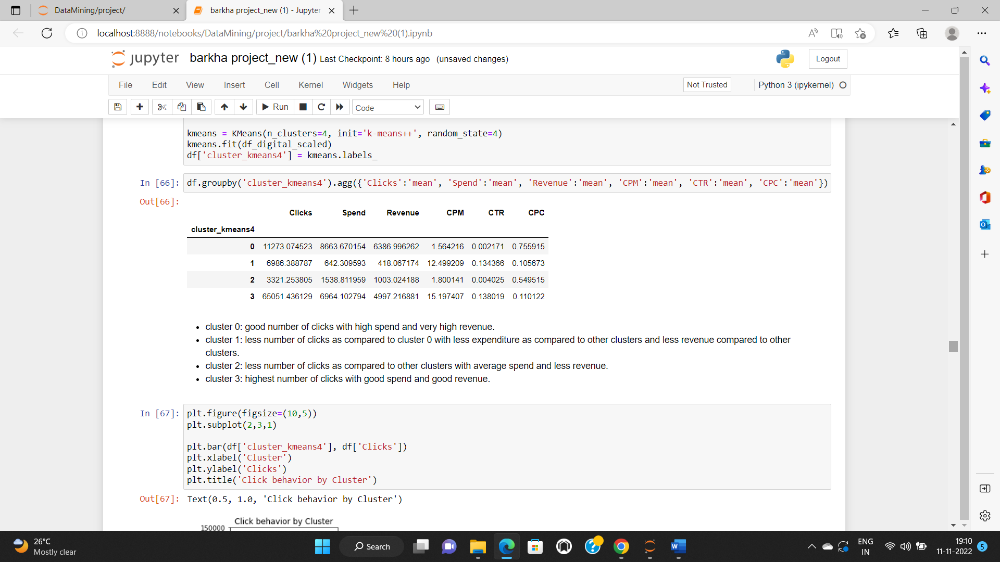 DataMining/project/
barkha project_new (1) - Jupyter
localhost:8888/notebooks/DataMining/project/barkha%20project_new%20(1).ipynb
jupyter barkha project_new (1) Last Checkpoint: 8 hours ago (unsaved changes)
Logout
File Edit View Insert Cell Kernel Widgets Help
Not Trusted
Python 3 (ipykernel)
Run
Code
kmeans = KMeans(n_clusters=4, init='k-means++', random_state=4)
kmeans.fit(df_digital_scaled)
df['cluster_kmeans4'] = kmeans.labels_
In [66]: df.groupby('cluster_kmeans4').agg({'Clicks':'mean', 'Spend':'mean', 'Revenue':'mean', 'CPM':'mean', 'CTR':'mean', 'CPC':'mean'})
Out[66]:
Clicks Spend Revenue CPM CTR CPC
cluster_kmeans4
0 11273.074523 8663.670154 6386.996262 1.564216 0.002171 0.755915
1 6986.388787 642.309593 418.067174 12.499209 0.134366 0.105673
2 3321.253805 1538.811959 1003.024188 1.800141 0.004025 0.549515
3 65051.436129 6964.102794 4997.216881 15.197407 0.138019 0.110122
• cluster 0: good number of clicks with high spend and very high revenue.
• cluster 1: less number of clicks as compared to cluster 0 with less expenditure as compared to other clusters and less revenue compared to other
clusters.
• cluster 2: less number of clicks as compared to other clusters with average spend and less revenue.
• cluster 3: highest number of clicks with good spend and good revenue.
In [67]: plt.figure(figsize=(10,5))
plt.subplot(2,3,1)
plt.bar(df['cluster_kmeans4'], df['Clicks'])
plt.xlabel('Cluster')
plt.ylabel('Clicks')
plt.title('Click behavior by Cluster')
Out[67]: Text(0.5, 1.0, 'Click behavior by Cluster')
Click behavior by Cluster
150000
26°C
Mostly clear
Search
ENG
IN
19:10
11-11-2022
5